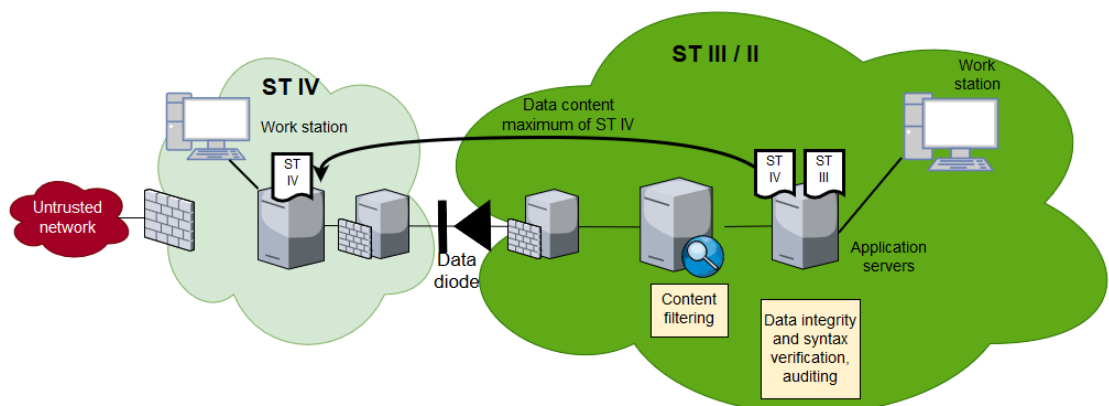 ST III / II
ST IV
Work
station
Data content
maximum of ST IV
Work station
ST
IV
ST
IV
ST
III
Untrusted
network
Data
diode
Application
servers
Content
filtering
Data integrity
and syntax
verification,
auditing